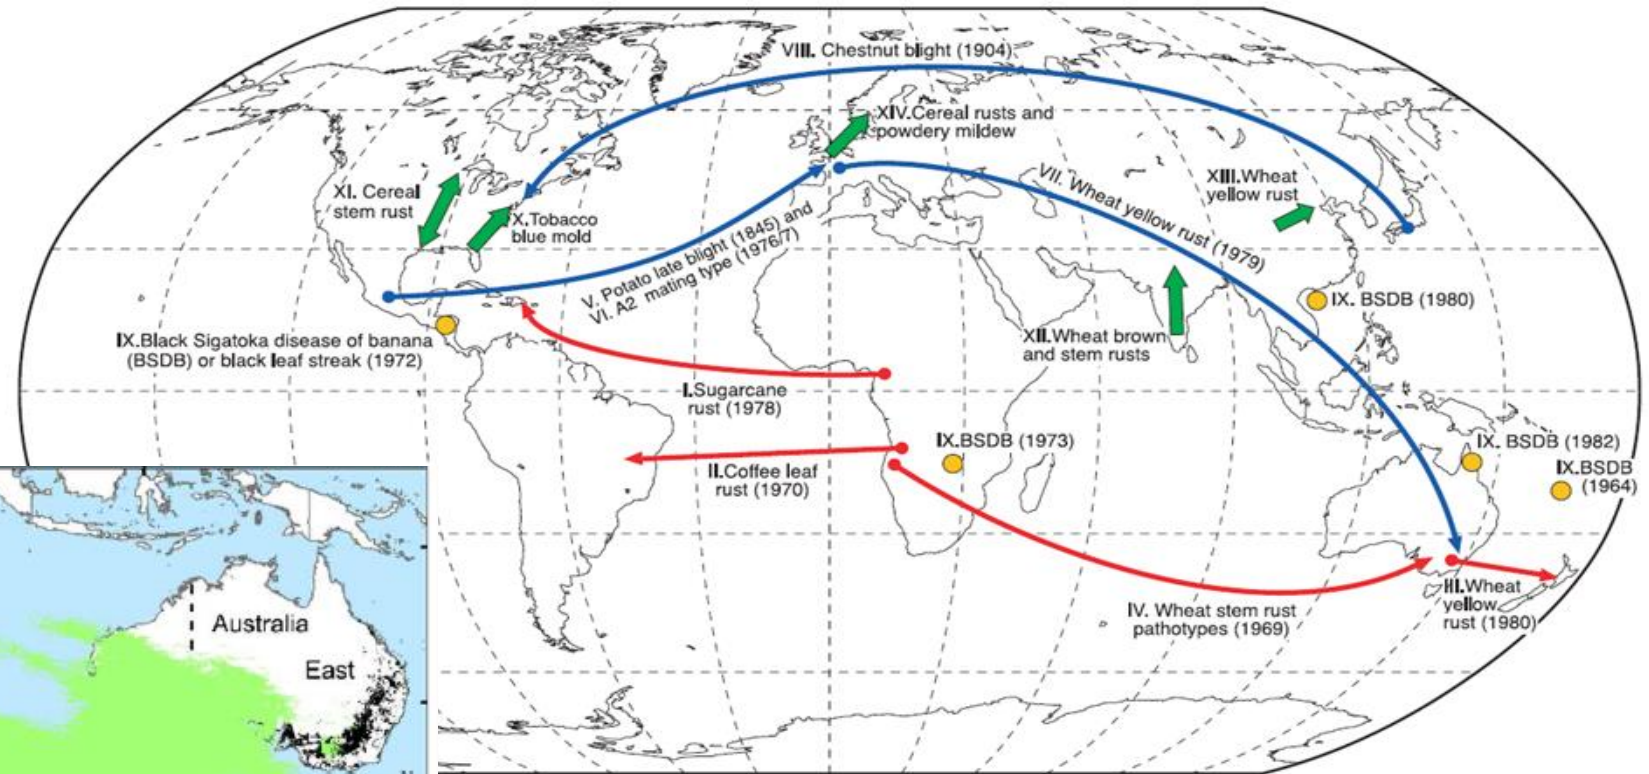 VIII. Chestnut blight (1904)
XIV.Cereal rusts and
powdery mildew
XI. Cereal
stem rust
X.Tobacco
blue mold
XIII.Wheat
yellow rust
VII. Wheat yellow rust (1979)
V. Potato late blight (1845) and
VI. A2 mating type (1976/7)
IX. BSDB (1980)
IX.Black Sigatoka disease of banana
(BSDB) or black leaf streak (1972)
XII.Wheat brown
and stem rusts
I.Sugarcane
rust (1978)
IX.BSDB (1973)
IX. BSDB (1982)
IX.BSDB
(1964)
II.Coffee leaf
rust (1970)
III.Wheat
yellow
rust (1980)
IV. Wheat stem rust
pathotypes (1969)
Australia
East